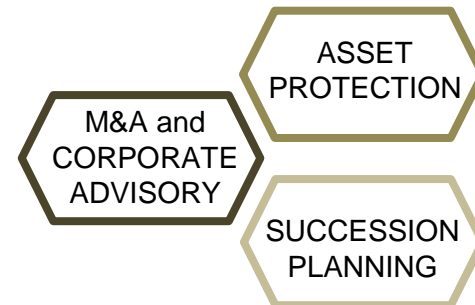 ASSET
PROTECTION
M&A and
CORPORATE
ADVISORY
SUCCESSION
PLANNING